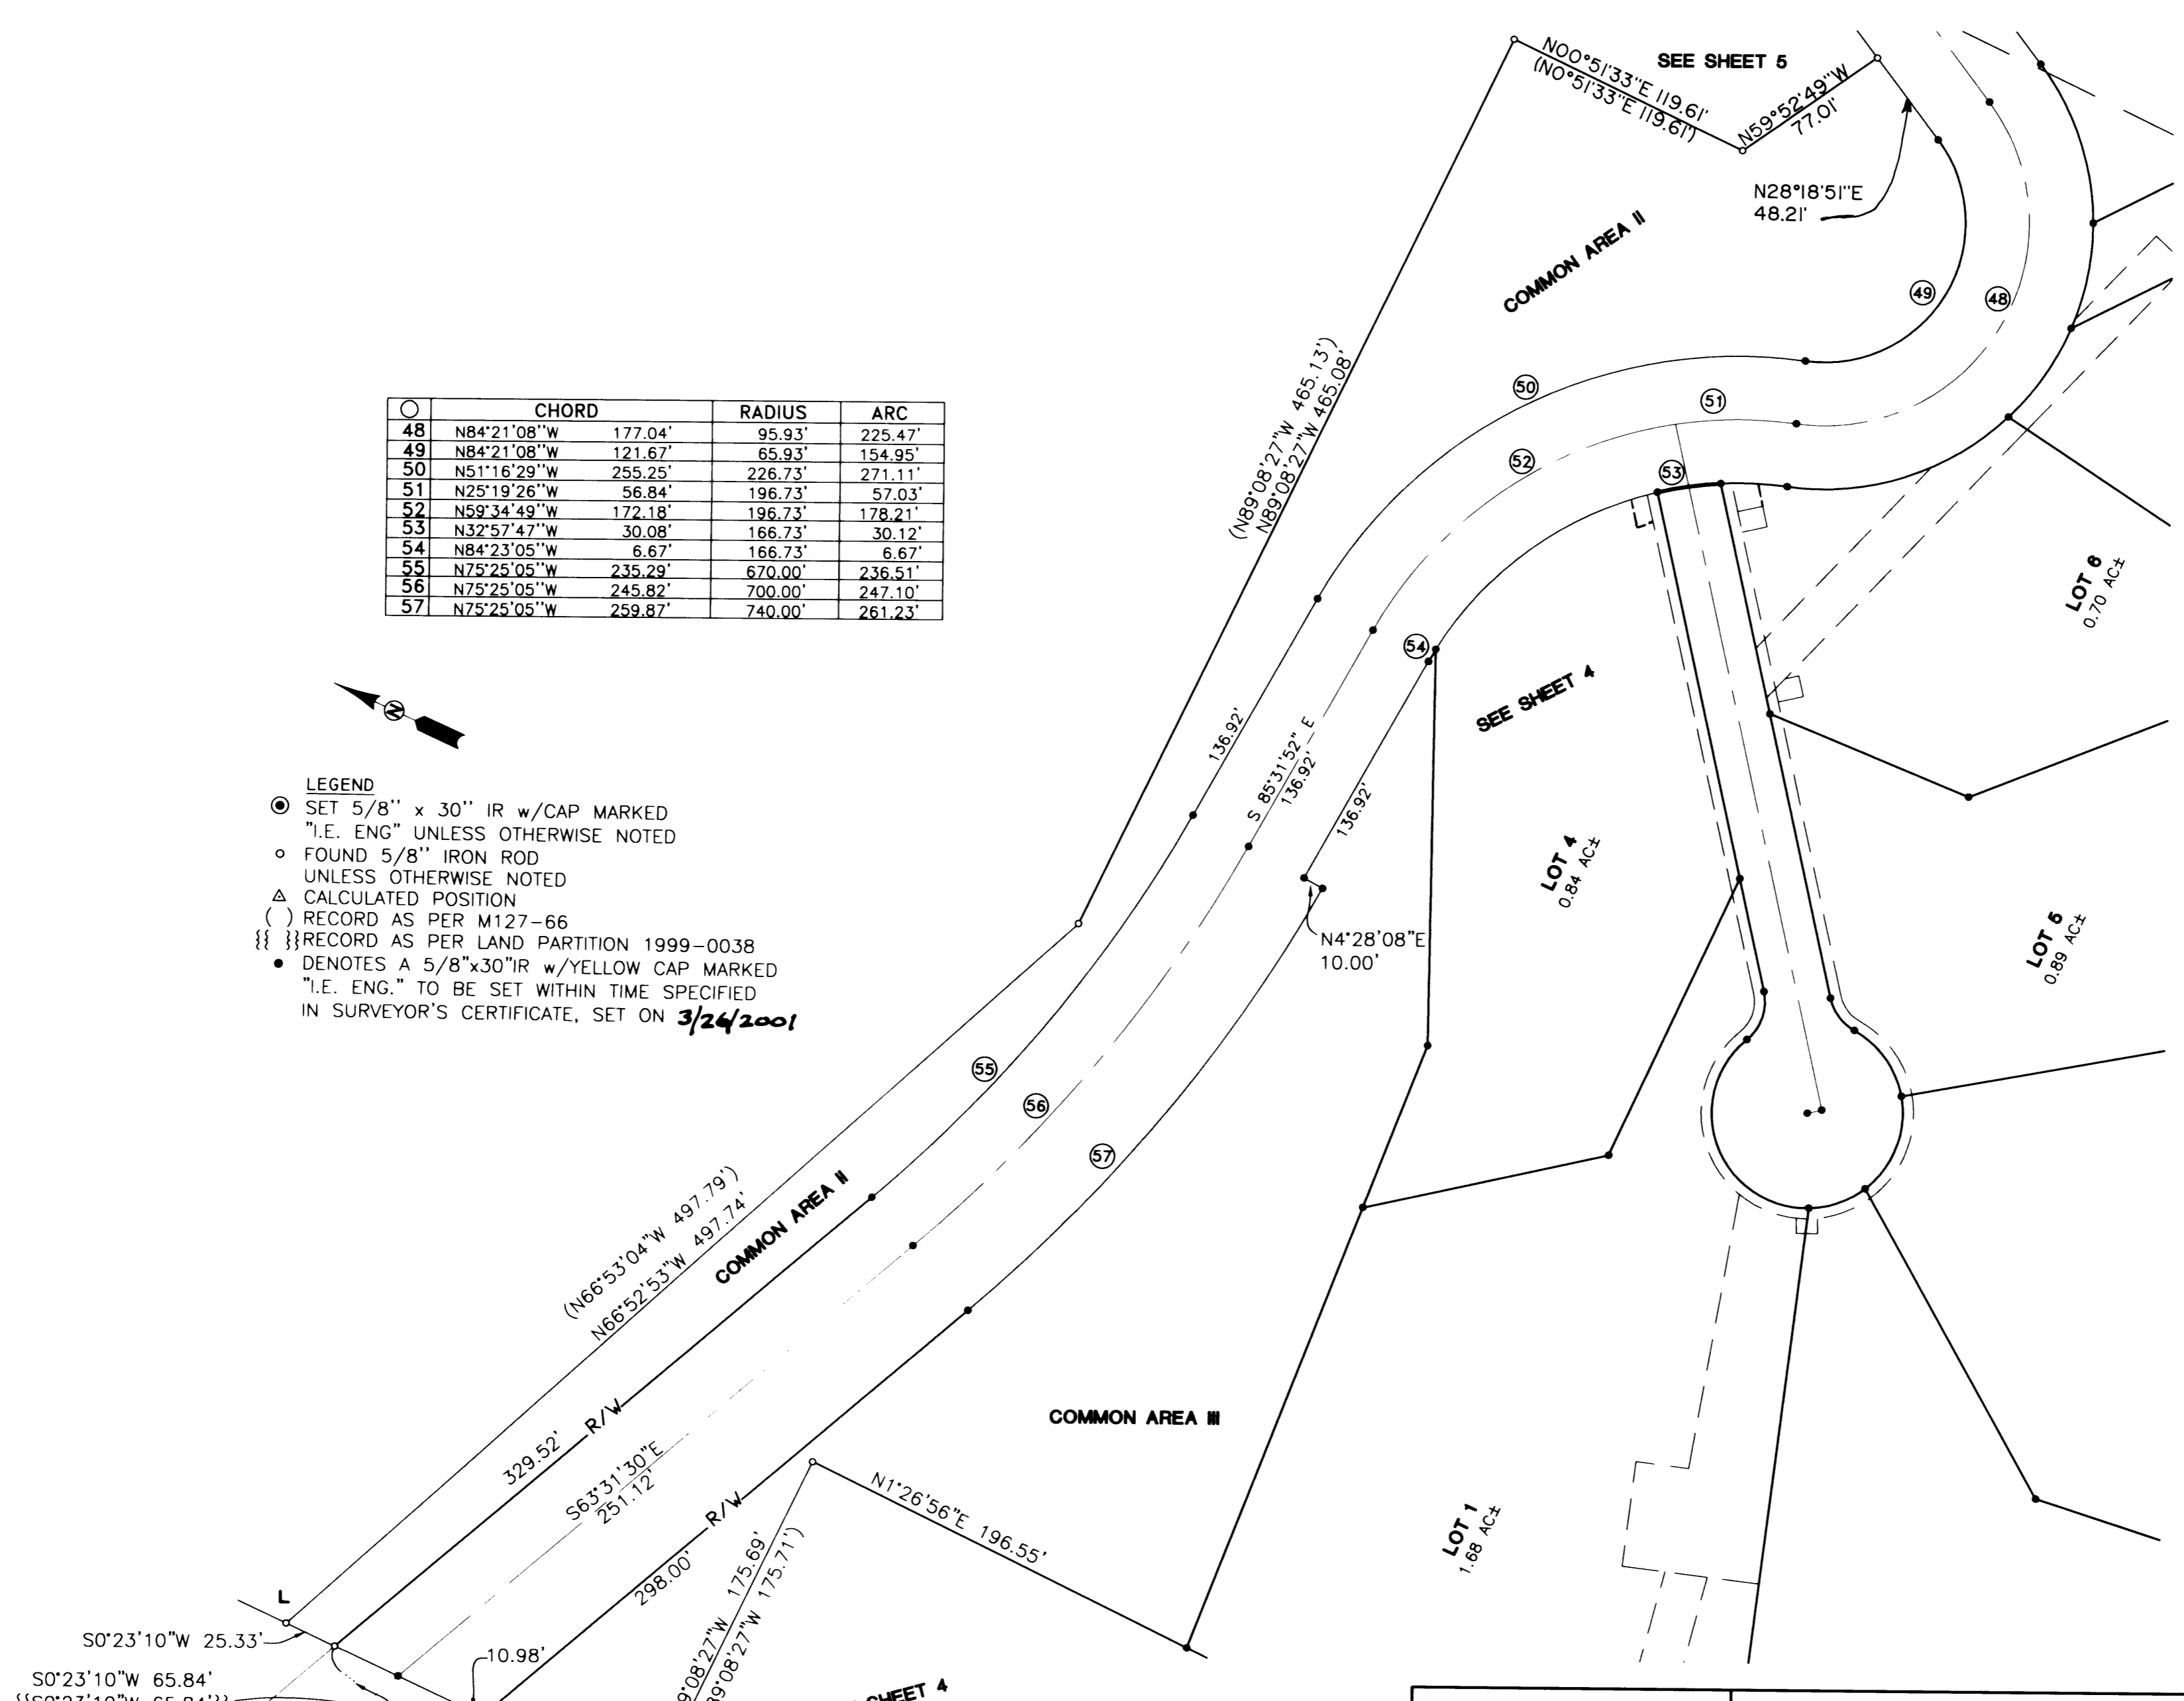 N00°51'33"E 119.61'
(N0°51'33"E 119.61')
SEE SHEET 5
N59°52'49"W
77.01'
N28°18'51"E
48.21'
COMMON AREA II
49
48
(N89°08'27"W 465.13')
N89°08'27"W 465.08'
50
51
52
53
CHORD RADIUS ARC
48 N84°21'08"W 177.04' 95.93' 225.47'
49 N84°21'08"W 121.67' 65.93' 154.95'
50 N51°16'29"W 255.25' 226.73' 271.11'
51 N25°19'26"W 56.84' 196.73' 57.03'
52 N59°34'49"W 172.18' 196.73' 178.21'
53 N32°57'47"W 30.08' 166.73' 30.12'
54 N84°23'05"W 6.67' 166.73' 6.67'
55 N75°25'05"W 235.29' 670.00' 236.51'
56 N75°25'05"W 245.82' 700.00' 247.10'
57 N75°25'05"W 259.87' 740.00' 261.23'
N
LOT 6
0.70 AC±
54
SEE SHEET 4
136.92'
S 85°31'52" E
136.92'
136.92'
LEGEND
SET 5/8" x 30" IR w/CAP MARKED
"I.E. ENG" UNLESS OTHERWISE NOTED
FOUND 5/8" IRON ROD
UNLESS OTHERWISE NOTED
CALCULATED POSITION
( ) RECORD AS PER M127-66
{{ }} RECORD AS PER LAND PARTITION 1999-0038
DENOTES A 5/8"x30"IR w/YELLOW CAP MARKED
"I.E. ENG." TO BE SET WITHIN TIME SPECIFIED
IN SURVEYOR'S CERTIFICATE, SET ON 3/26/2001
LOT 4
0.84 AC±
LOT 5
0.89 AC±
N4°28'08"E
10.00'
55
56
57
(N66°53'04"W 497.79')
N66°52'53"W 497.74'
COMMON AREA II
329.52'
R/W
S63°31'30"E
251.12'
R/W
298.00'
COMMON AREA III
N1°26'56"E 196.55'
9°08'27"W 175.69'
89°08'27"W 175.71')
LOT 1
1.68 AC±
L
S0°23'10"W 25.33'
10.98'
S0°23'10"W 65.84'
{{S0°23'10"W 65.84'}}
SHEET 4